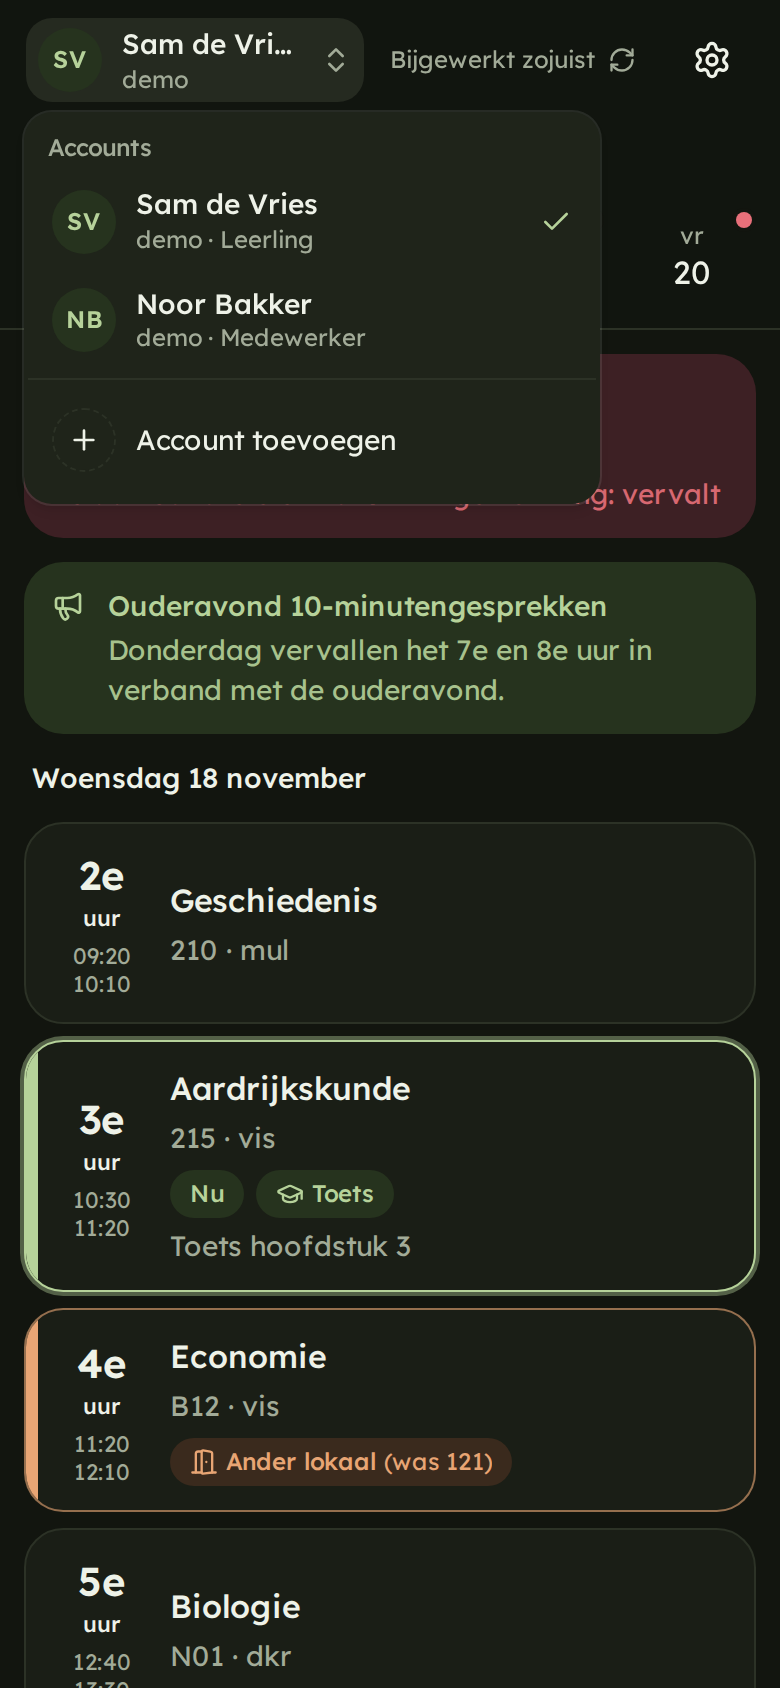 SV
Sam de Vri...
demo
Bijgewerkt zojuist
Accounts
SV
Sam de Vries
demo · Leerling
NB
Noor Bakker
demo · Medewerker
Account toevoegen
vr
20
vervalt
Ouderavond 10-minutengesprekken
Donderdag vervallen het 7e en 8e uur in
verband met de ouderavond.
Woensdag 18 november
2e
uur
09:20
10:10
Geschiedenis
210 · mul
3e
uur
10:30
11:20
Aardrijkskunde
215 · vis
Nu
Toets
Toets hoofdstuk 3
4e
uur
11:20
12:10
Economie
B12 · vis
Ander lokaal (was 121)
5e
uur
12:40
Biologie
N01 · dkr